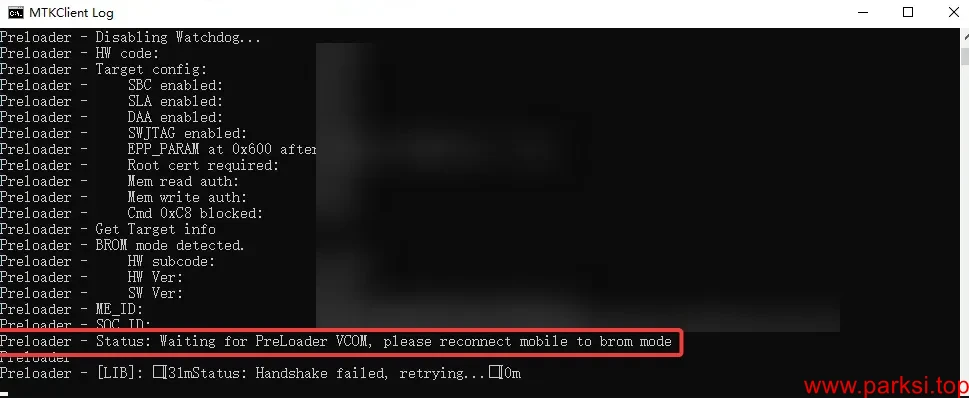 MTKClient Log
Preloader - Disabling Watchdog...
Preloader - HW code:
Preloader - Target config:
Preloader -     SBC enabled:
Preloader -     SLA enabled:
Preloader -     DAA enabled:
Preloader -     SWJTAG enabled:
Preloader -     EPP_PARAM at 0x600 after
Preloader -     Root cert required:
Preloader -     Mem read auth:
Preloader -     Mem write auth:
Preloader -     Cmd 0xC8 blocked:
Preloader - Get Target info
Preloader - BROM mode detected.
Preloader -     HW subcode:
Preloader -     HW Ver:
Preloader -     SW Ver:
Preloader - ME_ID:
Preloader - SOC_ID:
Preloader - Status: Waiting for PreLoader VCOM, please reconnect mobile to brom mode
Preloader
Preloader - [LIB]: □[31mStatus: Handshake failed, retrying...□[0m
www.parksi.top